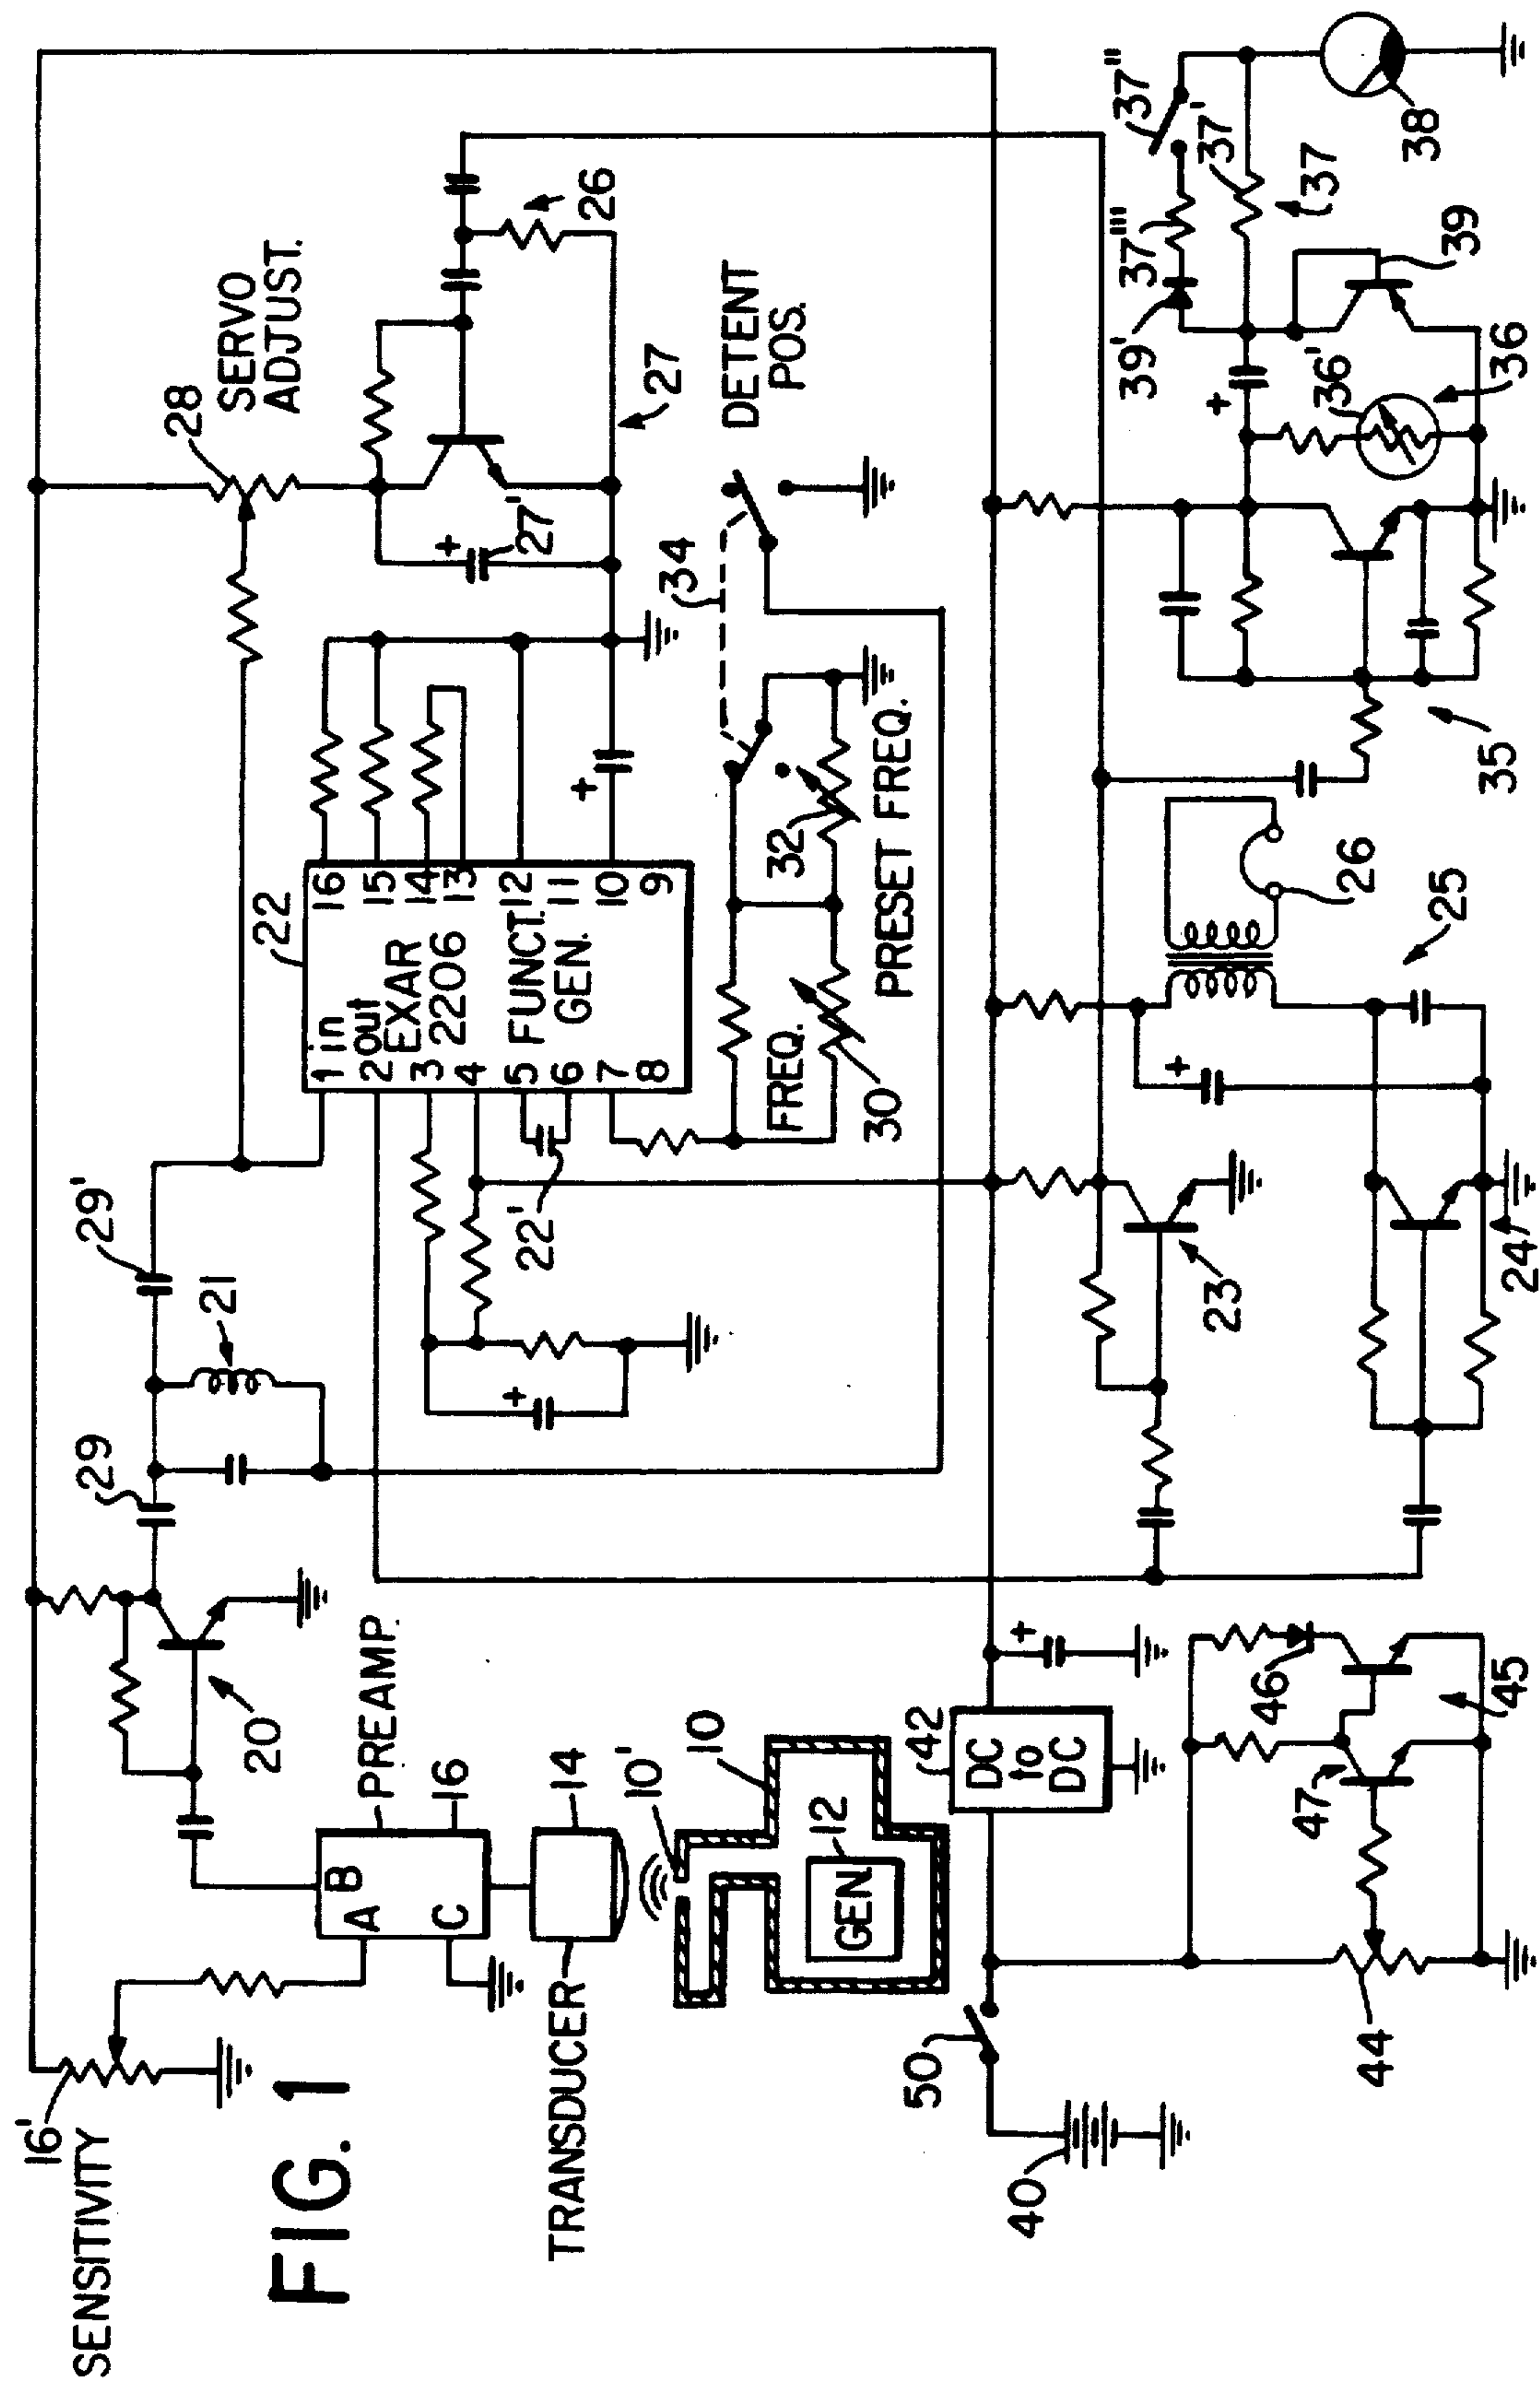 FIG. 1
SENSITIVITY
16'
PREAMP.
B
A
C
16
TRANSDUCER
14
10'
10
GEN.
12
20
29
29'
21
28
SERVO
ADJUST.
22
1 in
2 out
EXAR
3 2206
4
5 FUNCT.
6 GEN.
7
8
16
15
14
13
12
11
10
9
22'
27'
27
26
34
DETENT
POS.
FREQ.
30
32
PRESET FREQ.
50
40
42
DC
to
DC
44
47
46
45
23
24
25
26
35
36'
36
39'
39
37'''
37''
37'
37
38
+
+
+
+
+
+